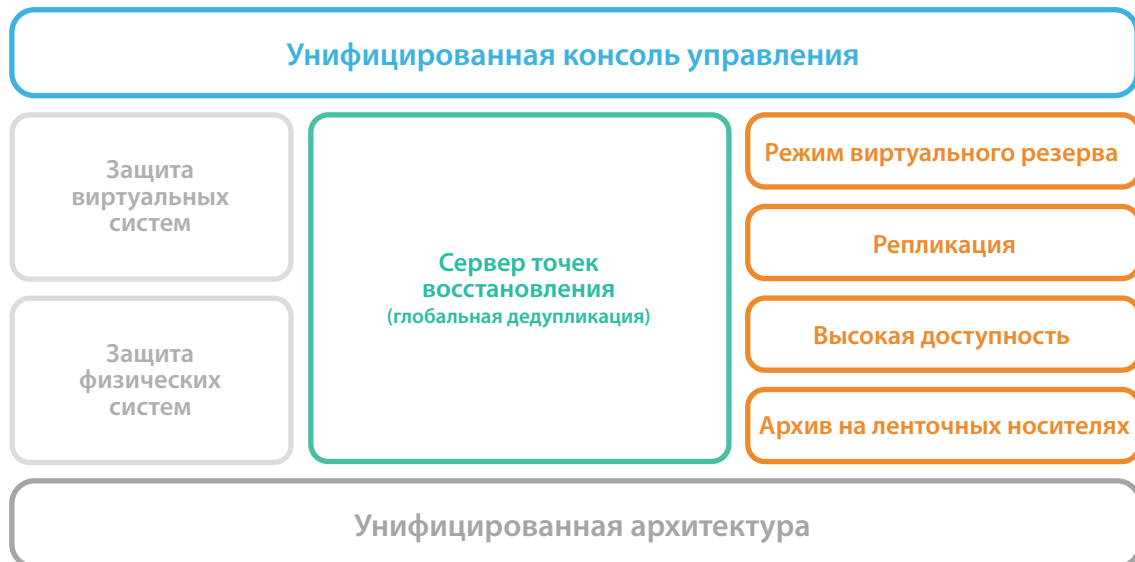 Унифицированная консоль управления
Защита
виртуальных
систем
Защита
физических
систем
Сервер точек
восстановления
(глобальная дедупликация)
Режим виртуального резерва
Репликация
Высокая доступность
Архив на ленточных носителях
Унифицированная архитектура